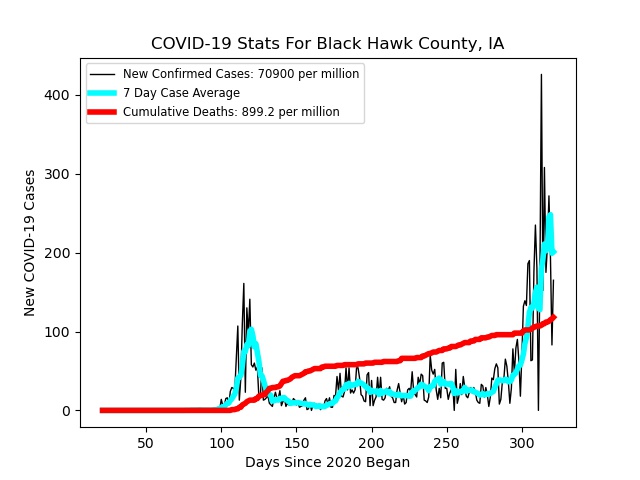 COVID-19 Stats For Black Hawk County, IA
New Confirmed Cases: 70900 per million
7 Day Case Average
Cumulative Deaths: 899.2 per million
New COVID-19 Cases
400
300
200
100
0
50 100 150 200 250 300
Days Since 2020 Began